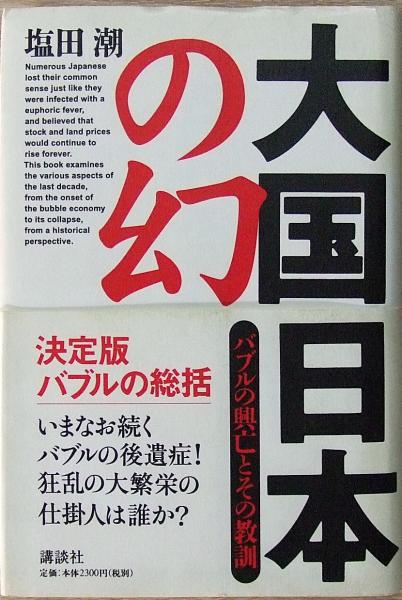 大国日本
の幻
バブルの興亡とその教訓
塩田 潮
Numerous Japanese
lost their common
sense just like they
were infected with a
euphoric fever,
and believed that
stock and land prices
would continue to
rise forever.
This book examines
the various aspects of
the last decade,
from the onset of
the bubble economy
to its collapse,
from a historical
perspective.
決定版
バブルの総括
いまなお続く
バブルの後遺症!
狂乱の大繁栄の
仕掛人は誰か?
講談社
定価:本体2300円(税別)